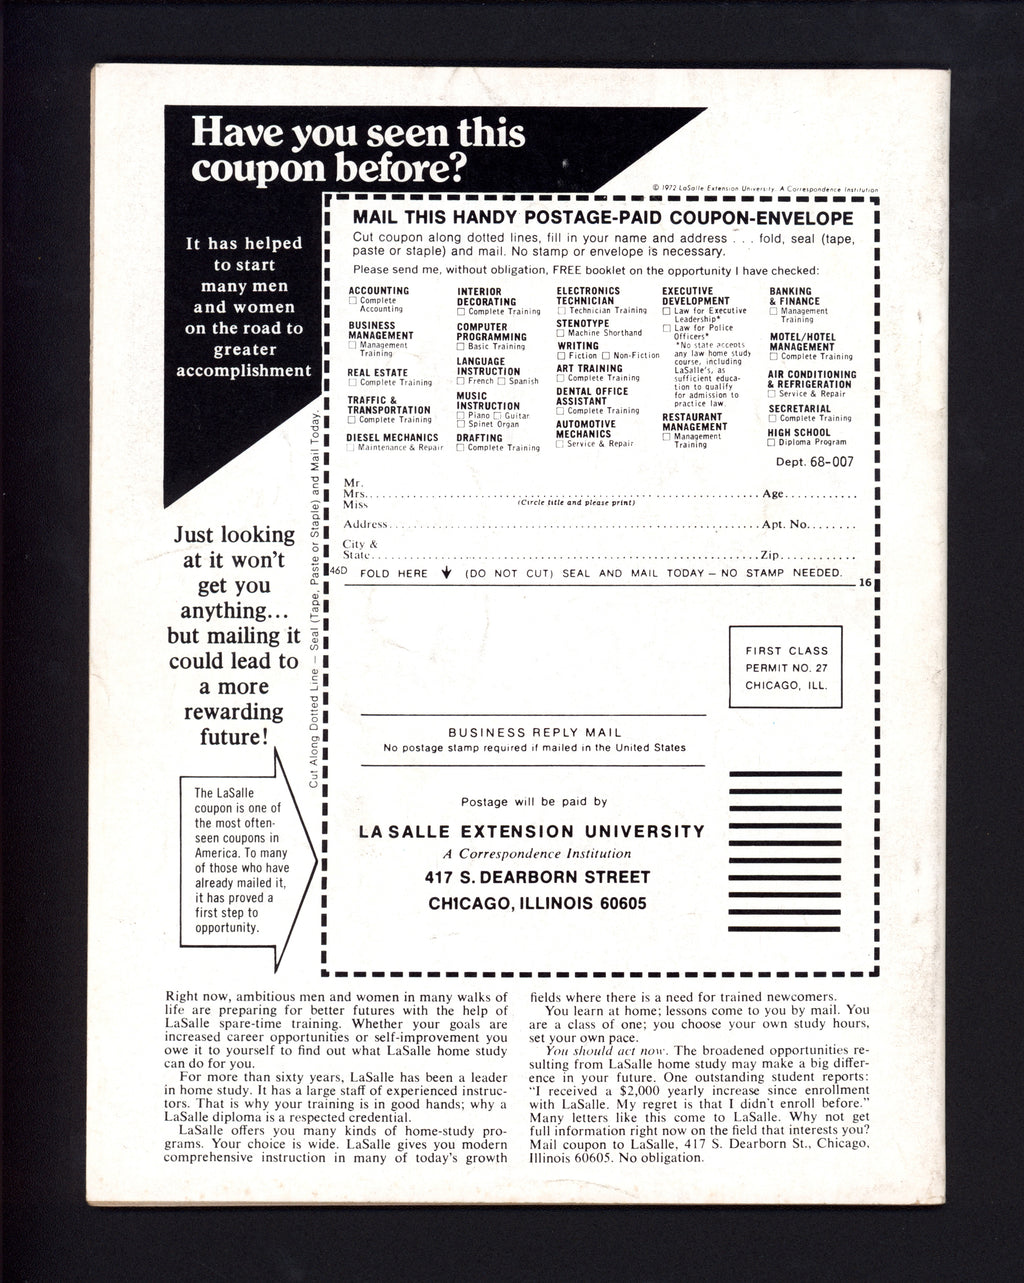 Have you seen this
coupon before?
© 1972 LaSalle Extension University A Correspondence Institution
It has helped
to start
many men
and women
on the road to
greater
accomplishment
Just looking
at it won't
get you
anything...
but mailing it
could lead to
a more
rewarding
future!
The LaSalle
coupon is one of
the most often-
seen coupons in
America. To many
of those who have
already mailed it,
it has proved a
first step to
opportunity.
Cut Along Dotted Line — Seal (Tape, Paste or Staple) and Mail Today.
MAIL THIS HANDY POSTAGE-PAID COUPON-ENVELOPE
Cut coupon along dotted lines, fill in your name and address . . . fold, seal (tape,
paste or staple) and mail. No stamp or envelope is necessary.
Please send me, without obligation, FREE booklet on the opportunity I have checked:
ACCOUNTING
☐ Complete
Accounting
BUSINESS
MANAGEMENT
☐ Management
Training
REAL ESTATE
☐ Complete Training
TRAFFIC &
TRANSPORTATION
☐ Complete Training
DIESEL MECHANICS
☐ Maintenance & Repair
INTERIOR
DECORATING
☐ Complete Training
COMPUTER
PROGRAMMING
☐ Basic Training
LANGUAGE
INSTRUCTION
☐ French ☐ Spanish
MUSIC
INSTRUCTION
☐ Piano ☐ Guitar
☐ Spinet Organ
DRAFTING
☐ Complete Training
ELECTRONICS
TECHNICIAN
☐ Technician Training
STENOTYPE
☐ Machine Shorthand
WRITING
☐ Fiction ☐ Non-Fiction
ART TRAINING
☐ Complete Training
DENTAL OFFICE
ASSISTANT
☐ Complete Training
AUTOMOTIVE
MECHANICS
☐ Service & Repair
EXECUTIVE
DEVELOPMENT
☐ Law for Executive
Leadership*
☐ Law for Police
Officers*
*No state accepts
any law home study
course, including
LaSalle's, as
sufficient educa-
tion to qualify
for admission to
practice law.
RESTAURANT
MANAGEMENT
☐ Management
Training
BANKING
& FINANCE
☐ Management
Training
MOTEL/HOTEL
MANAGEMENT
☐ Complete Training
AIR CONDITIONING
& REFRIGERATION
☐ Service & Repair
SECRETARIAL
☐ Complete Training
HIGH SCHOOL
☐ Diploma Program
Dept. 68-007
Mr.
Mrs. Age
Miss (Circle title and please print)
Address Apt. No.
City &
State Zip
46D FOLD HERE (DO NOT CUT) SEAL AND MAIL TODAY – NO STAMP NEEDED.
16
FIRST CLASS
PERMIT NO. 27
CHICAGO, ILL.
BUSINESS REPLY MAIL
No postage stamp required if mailed in the United States
Postage will be paid by
LA SALLE EXTENSION UNIVERSITY
A Correspondence Institution
417 S. DEARBORN STREET
CHICAGO, ILLINOIS 60605
Right now, ambitious men and women in many walks of
life are preparing for better futures with the help of
LaSalle spare-time training. Whether your goals are
increased career opportunities or self-improvement you
owe it to yourself to find out what LaSalle home study
can do for you.
For more than sixty years, LaSalle has been a leader
in home study. It has a large staff of experienced instruc-
tors. That is why your training is in good hands; why a
LaSalle diploma is a respected credential.
LaSalle offers you many kinds of home-study pro-
grams. Your choice is wide. LaSalle gives you modern
comprehensive instruction in many of today's growth
fields where there is a need for trained newcomers.
You learn at home; lessons come to you by mail. You
are a class of one; you choose your own study hours,
set your own pace.
You should act now. The broadened opportunities re-
sulting from LaSalle home study may make a big differ-
ence in your future. One outstanding student reports:
"I received a $2,000 yearly increase since enrollment
with LaSalle. My regret is that I didn't enroll before."
Many letters like this come to LaSalle. Why not get
full information right now on the field that interests you?
Mail coupon to LaSalle, 417 S. Dearborn St., Chicago,
Illinois 60605. No obligation.